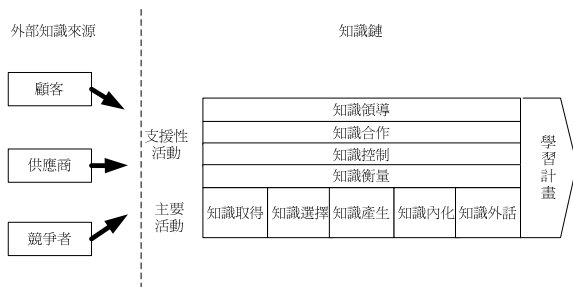 外部知識來源
知識鏈
顧客
供應商
競爭者
支援性
活動
主要
活動
知識領導
知識合作
知識控制
知識衡量
知識取得
知識選擇
知識產生
知識內化
知識外話
學習計畫